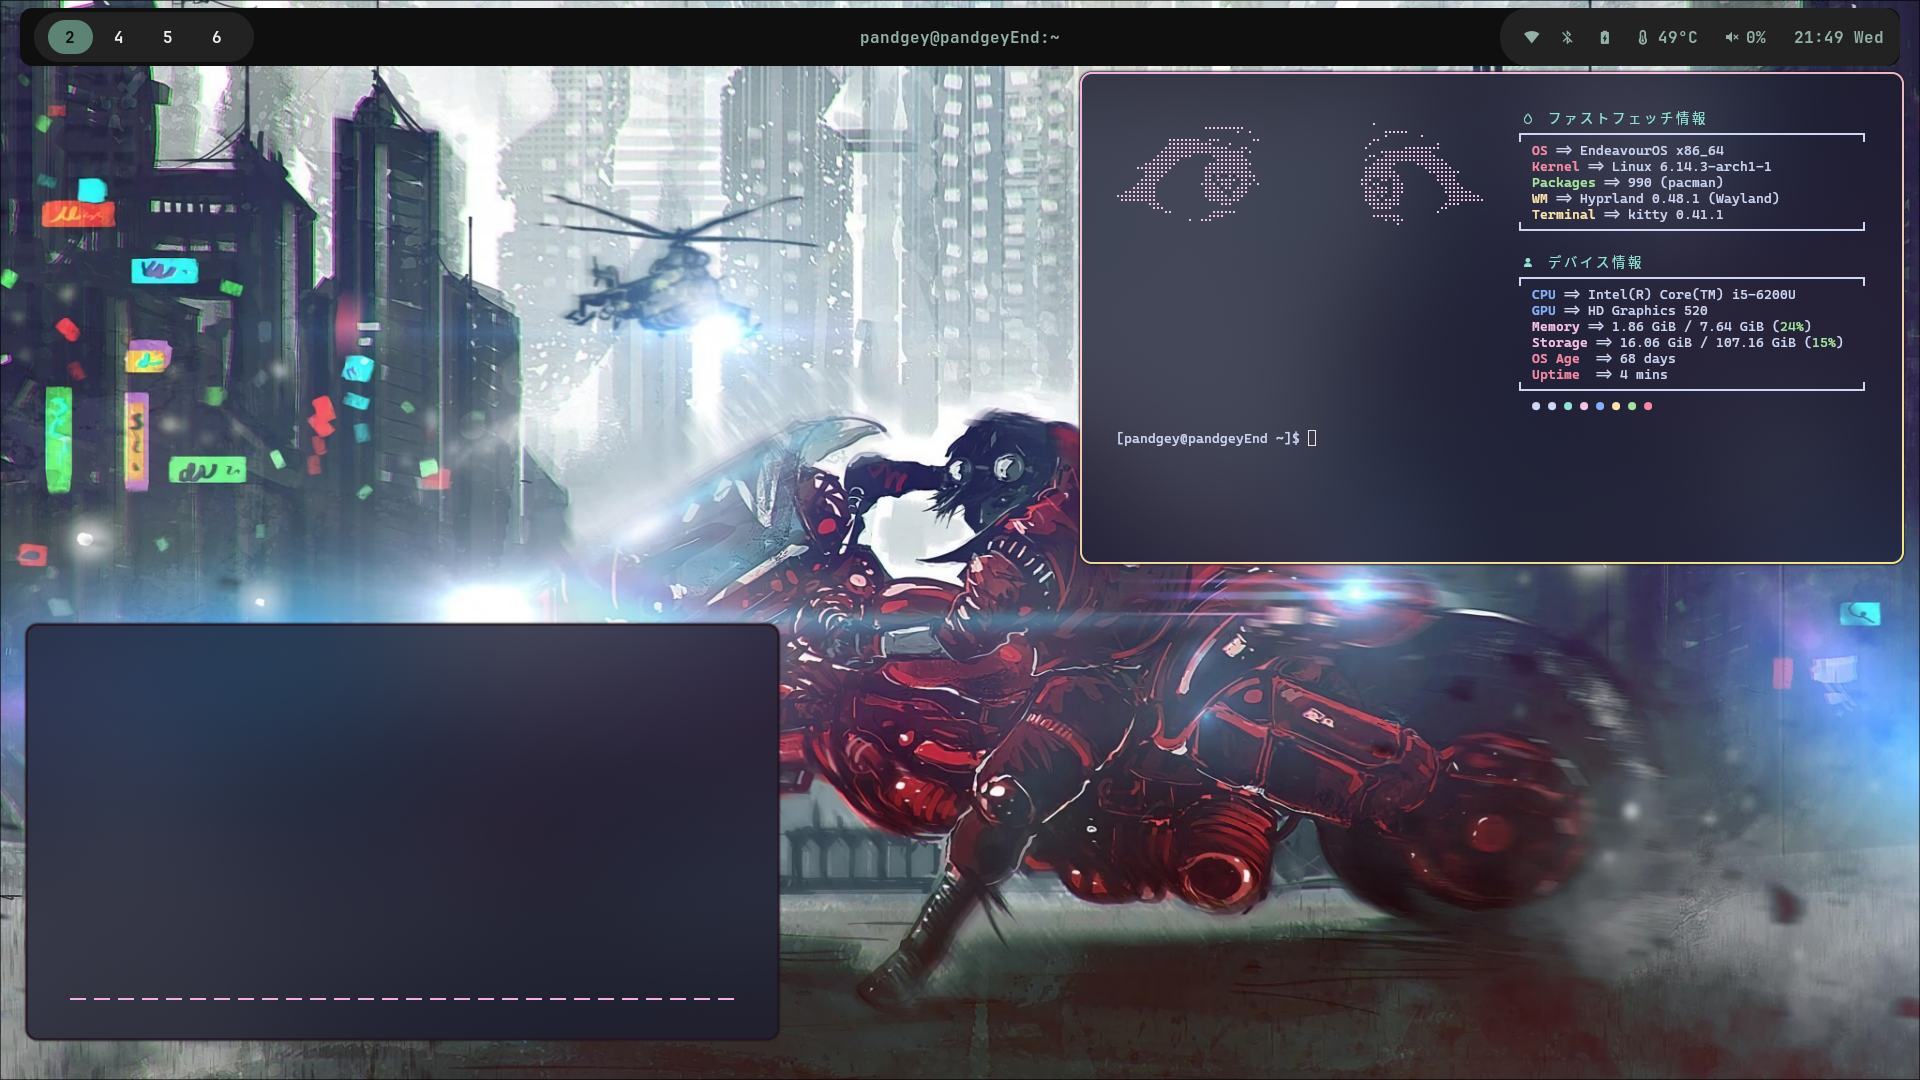 2 4 5 6
pandgey@pandgeyEnd:~
49°C 0% 21:49 Wed
ファストフェッチ情報
OS => EndeavourOS x86_64
Kernel => Linux 6.14.3-arch1-1
Packages => 990 (pacman)
WM => Hyprland 0.48.1 (Wayland)
Terminal => kitty 0.41.1
デバイス情報
CPU => Intel(R) Core(TM) i5-6200U
GPU => HD Graphics 520
Memory => 1.86 GiB / 7.64 GiB (24%)
Storage => 16.06 GiB / 107.16 GiB (15%)
OS Age => 68 days
Uptime => 4 mins
[pandgey@pandgeyEnd ~]$